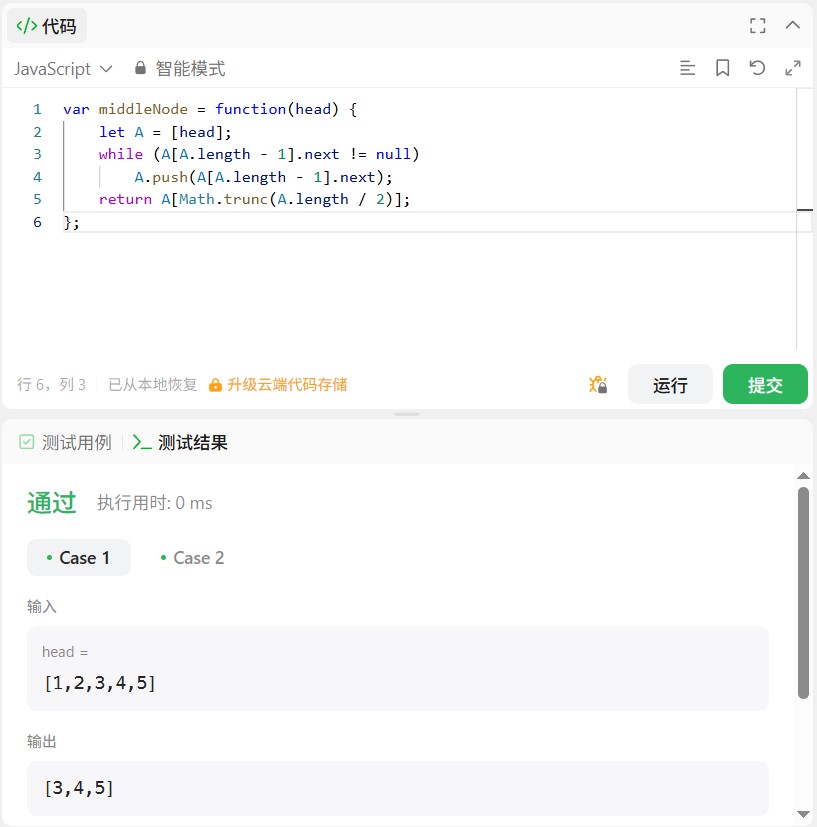 </> 代码
JavaScript 智能模式
1 var middleNode = function(head) {
2 let A = [head];
3 while (A[A.length - 1].next != null)
4 A.push(A[A.length - 1].next);
5 return A[Math.trunc(A.length / 2)];
6 };
行 6，列 3 已从本地恢复 升级云端代码存储 运行 提交
测试用例 >_ 测试结果
通过 执行用时: 0 ms
• Case 1 • Case 2
输入
head =
[1,2,3,4,5]
输出
[3,4,5]